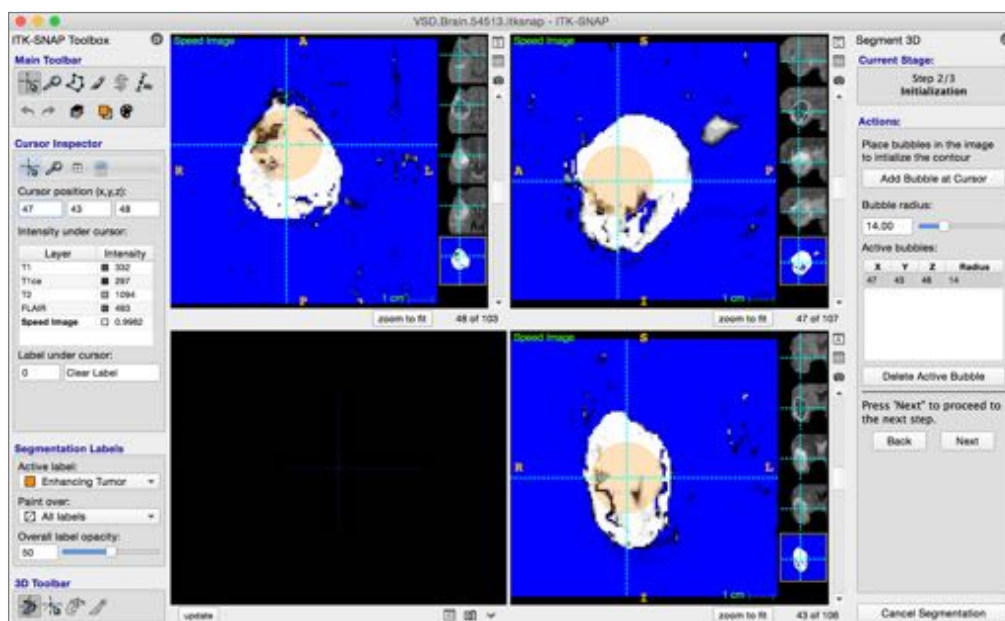 VSD.Brain.54513.itksnap - ITK-SNAP
ITK-SNAP Toolbox
Main Toolbar
Cursor Inspector
Cursor position (x,y,z):
47 43 48
Intensity under cursor:
Layer Intensity
T1 332
T1ce 297
T2 1094
FLAIR 483
Speed Image 0.9982
Label under cursor:
0 Clear Label
Segmentation Labels
Active label:
Enhancing Tumor
Paint over:
All labels
Overall label opacity:
50
3D Toolbar
Speed Image
A
R
L
P
1 cm
zoom to fit 48 of 103
Speed Image
S
A
P
I
1 cm
zoom to fit 47 of 107
update
Speed Image
S
R
L
I
1 cm
zoom to fit 43 of 106
Segment 3D
Current Stage:
Step 2/3
Initialization
Actions:
Place bubbles in the image
to intialize the contour
Add Bubble at Cursor
Bubble radius:
14.00
Active bubbles:
X Y Z Radius
47 43 48 14
Delete Active Bubble
Press "Next" to proceed to
the next step.
Back Next
Cancel Segmentation